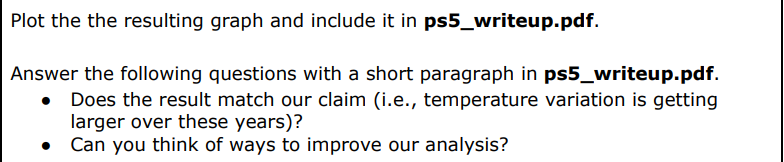 Plot the the resulting graph and include it in ps5_writeup.pdf.
Answer the following questions with a short paragraph in ps5_writeup.pdf.
● Does the result match our claim (i.e., temperature variation is getting
larger over these years)?
● Can you think of ways to improve our analysis?